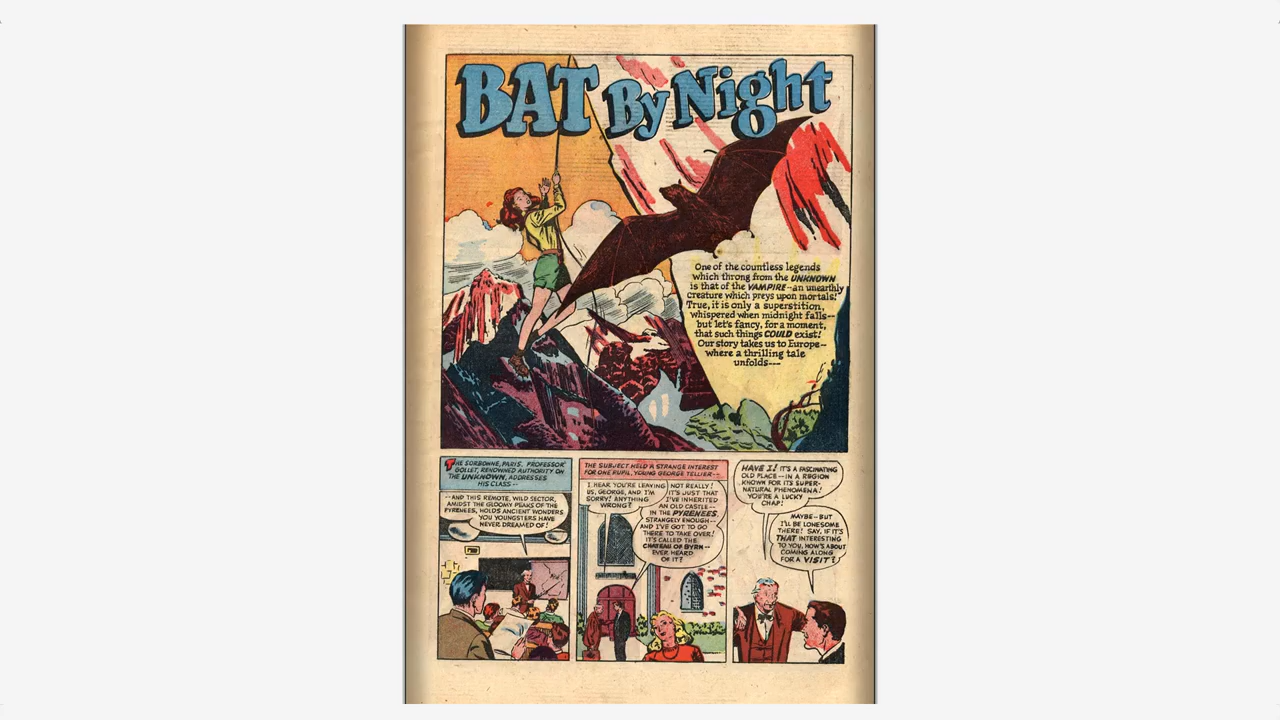 BAT By Night
One of the countless legends
which throng from the UNKNOWN
is that of the VAMPIRE--an unearthly
creature which preys upon mortals!
True, it is only a superstition,
whispered when midnight falls--
but let's fancy, for a moment,
that such things COULD exist!
Our story takes us to Europe--
where a thrilling tale
unfolds---
THE SORBONNE, PARIS. PROFESSOR
GOLLET, RENOWNED AUTHORITY ON
THE UNKNOWN, ADDRESSES
HIS CLASS--
--AND THIS REMOTE, WILD SECTOR,
AMIDST THE GLOOMY PEAKS OF THE
PYRENEES, HOLDS ANCIENT WONDERS
YOU YOUNGSTERS HAVE
NEVER DREAMED OF!
THE SUBJECT HELD A STRANGE INTEREST
FOR ONE PUPIL, YOUNG GEORGE TELLIER--
I HEAR YOU'RE LEAVING
US, GEORGE, AND I'M
SORRY! ANYTHING
WRONG?
NOT REALLY!
IT'S JUST THAT
I'VE INHERITED
AN OLD CASTLE--
IN THE PYRENEES,
STRANGELY ENOUGH--
AND I'VE GOT TO GO
THERE TO TAKE OVER!
IT'S CALLED THE
CHATEAU OF BYRN--
EVER HEARD
OF IT?
HAVE I! IT'S A FASCINATING
OLD PLACE--IN A REGION
KNOWN FOR ITS SUPER-
NATURAL PHENOMENA!
YOU'RE A LUCKY
CHAP!
MAYBE--BUT
I'LL BE LONESOME
THERE! SAY, IF IT'S
THAT INTERESTING
TO YOU, HOW'S ABOUT
COMING ALONG
FOR A VISIT?